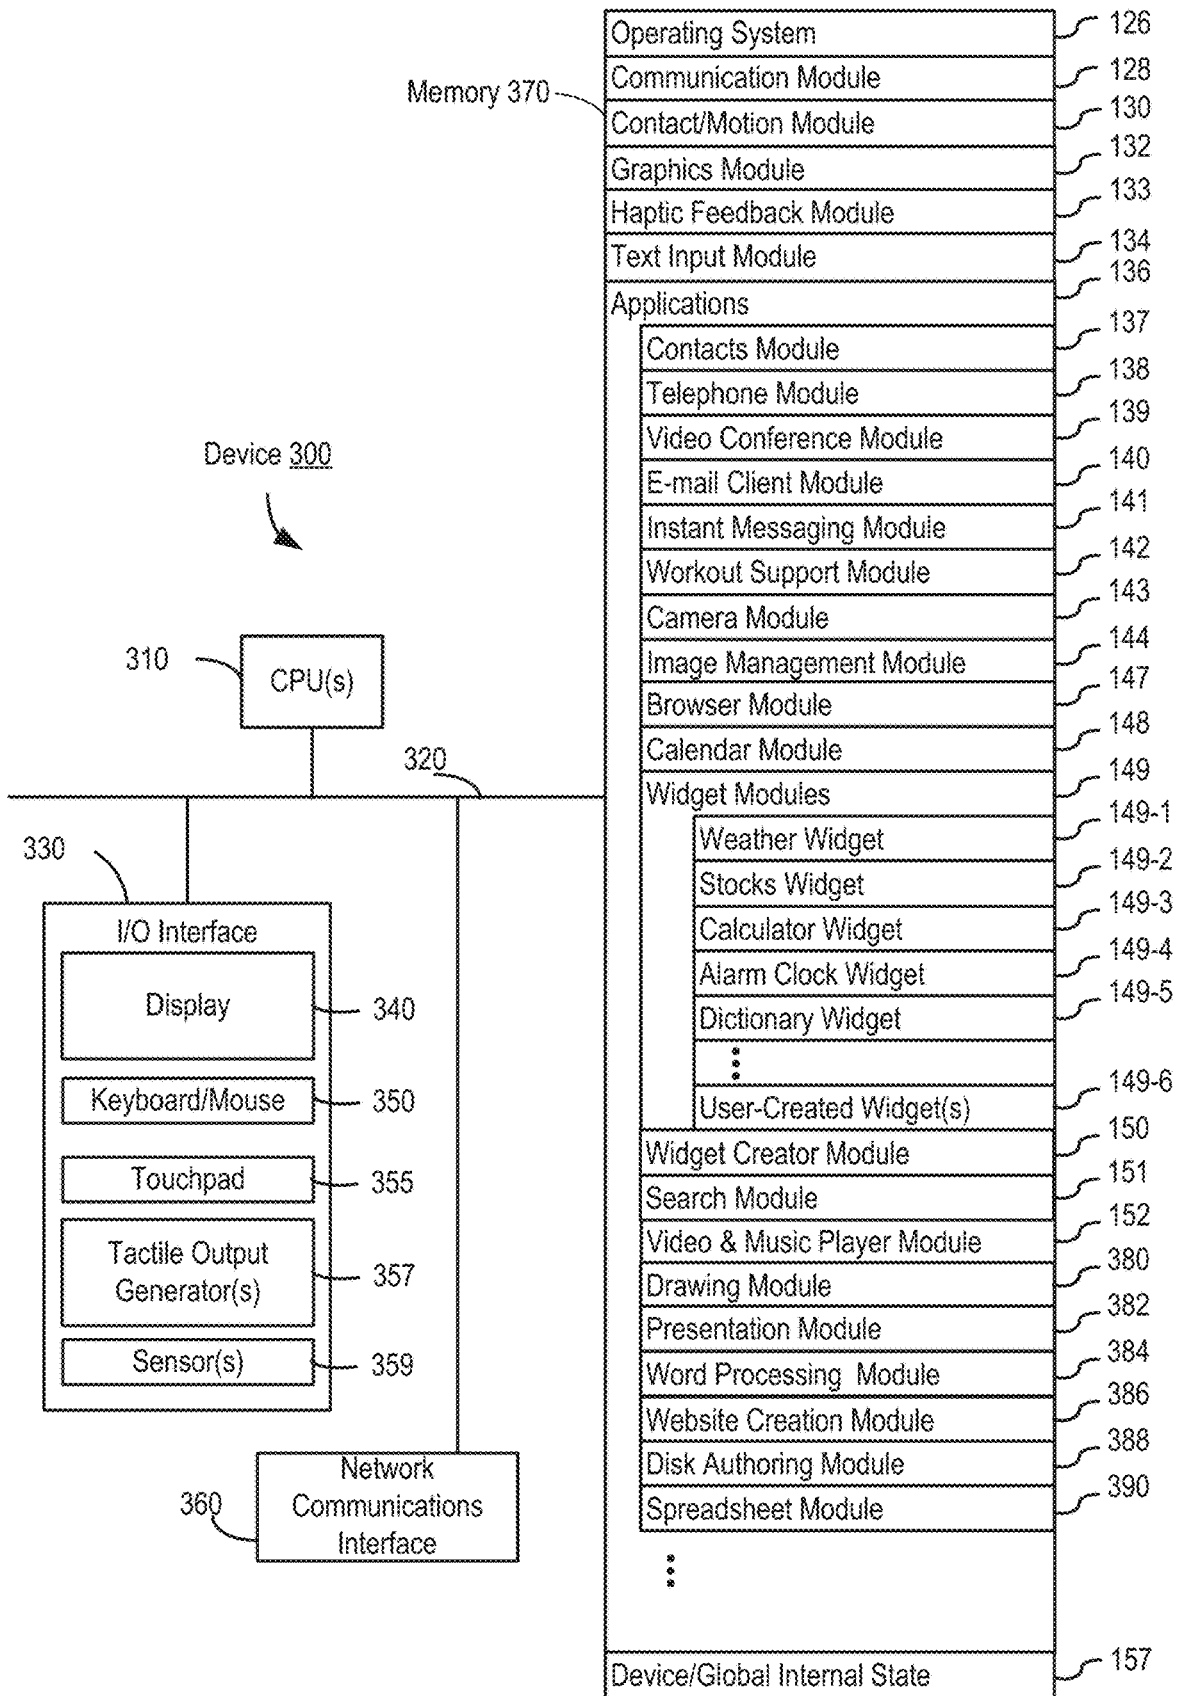 Operating System 126
Communication Module 128
Memory 370
Contact/Motion Module 130
Graphics Module 132
Haptic Feedback Module 133
Text Input Module 134
Applications 136
Contacts Module 137
Telephone Module 138
Video Conference Module 139
E-mail Client Module 140
Instant Messaging Module 141
Workout Support Module 142
Camera Module 143
Image Management Module 144
Browser Module 147
Calendar Module 148
Widget Modules 149
Weather Widget 149-1
Stocks Widget 149-2
Calculator Widget 149-3
Alarm Clock Widget 149-4
Dictionary Widget 149-5
User-Created Widget(s) 149-6
Widget Creator Module 150
Search Module 151
Video & Music Player Module 152
Drawing Module 380
Presentation Module 382
Word Processing Module 384
Website Creation Module 386
Disk Authoring Module 388
Spreadsheet Module 390
Device/Global Internal State 157
Device 300
310
CPU(s)
320
330
I/O Interface
Display 340
Keyboard/Mouse 350
Touchpad 355
Tactile Output
Generator(s) 357
Sensor(s) 359
360
Network
Communications
Interface